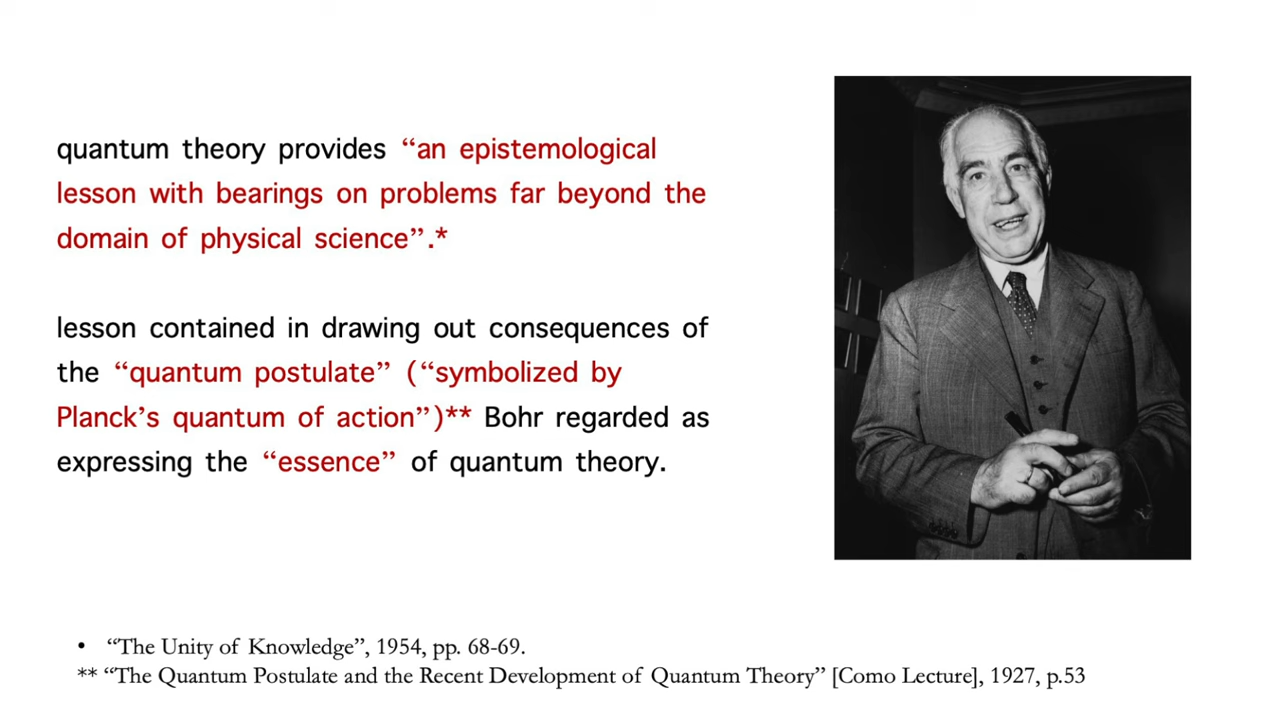 quantum theory provides “an epistemological
lesson with bearings on problems far beyond the
domain of physical science”.*
lesson contained in drawing out consequences of
the “quantum postulate” (“symbolized by
Planck’s quantum of action”)** Bohr regarded as
expressing the “essence” of quantum theory.
• “The Unity of Knowledge”, 1954, pp. 68-69.
** “The Quantum Postulate and the Recent Development of Quantum Theory” [Como Lecture], 1927, p.53